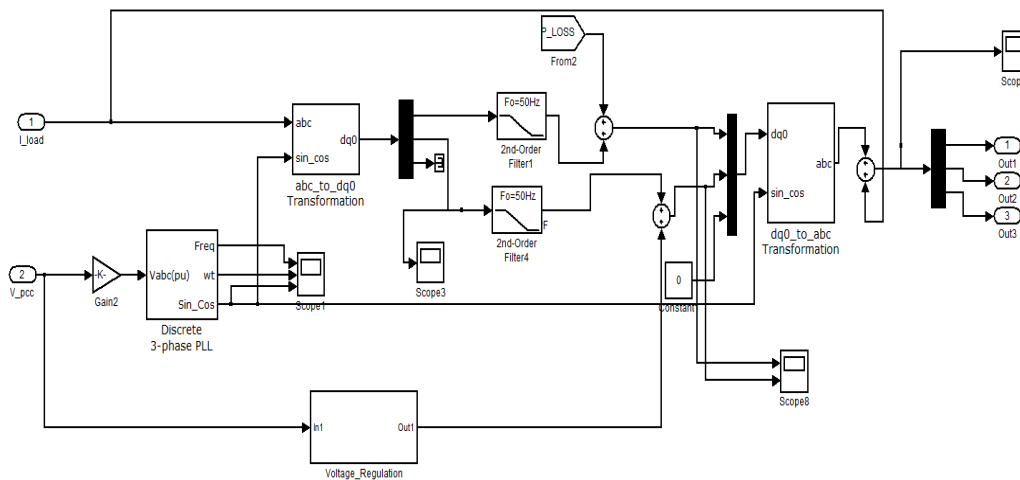 P_LOSS
From2
Scop
1
I_load
abc
sin_cos
dq0
abc_to_dq0
Transformation
Fo=50Hz
2nd-Order
Filter1
Fo=50Hz
F
2nd-Order
Filter4
dq0
sin_cos
abc
dq0_to_abc
Transformation
1
Out1
2
Out2
3
Out3
2
V_pcc
-K-
Gain2
Vabc(pu)
Freq
wt
Sin_Cos
Discrete
3-phase PLL
Scope1
Scope3
0
Constant
Scope8
In1
Out1
Voltage_Regulation